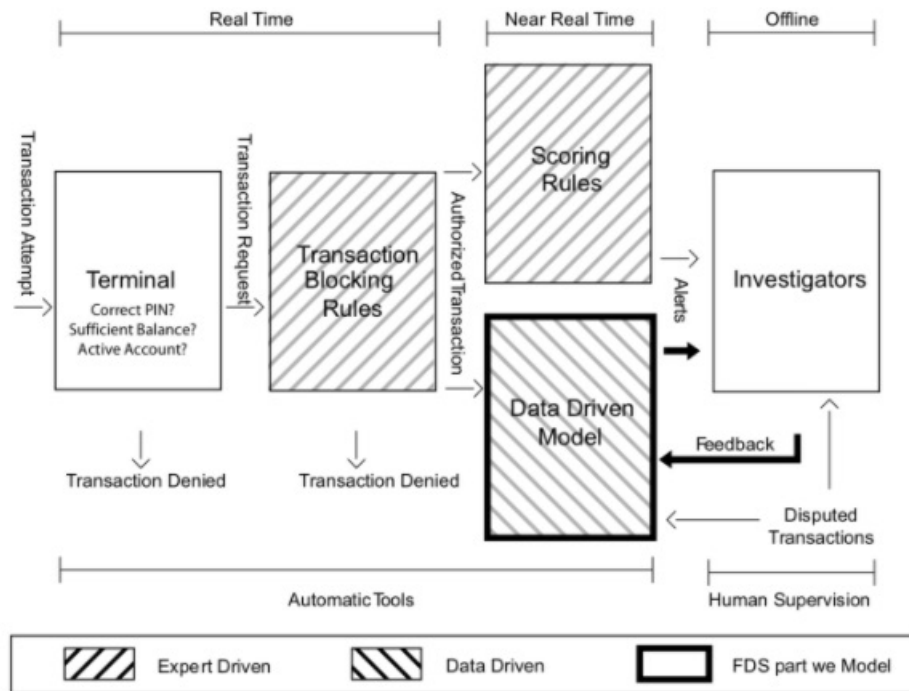 Real Time
Near Real Time
Offline
Transaction Attempt
Terminal
Correct PIN?
Sufficient Balance?
Active Account?
Transaction Denied
Transaction Request
Transaction
Blocking
Rules
Transaction Denied
Authorized Transaction
Scoring
Rules
Data Driven
Model
Alerts
Investigators
Feedback
Disputed
Transactions
Automatic Tools
Human Supervision
Expert Driven
Data Driven
FDS part we Model